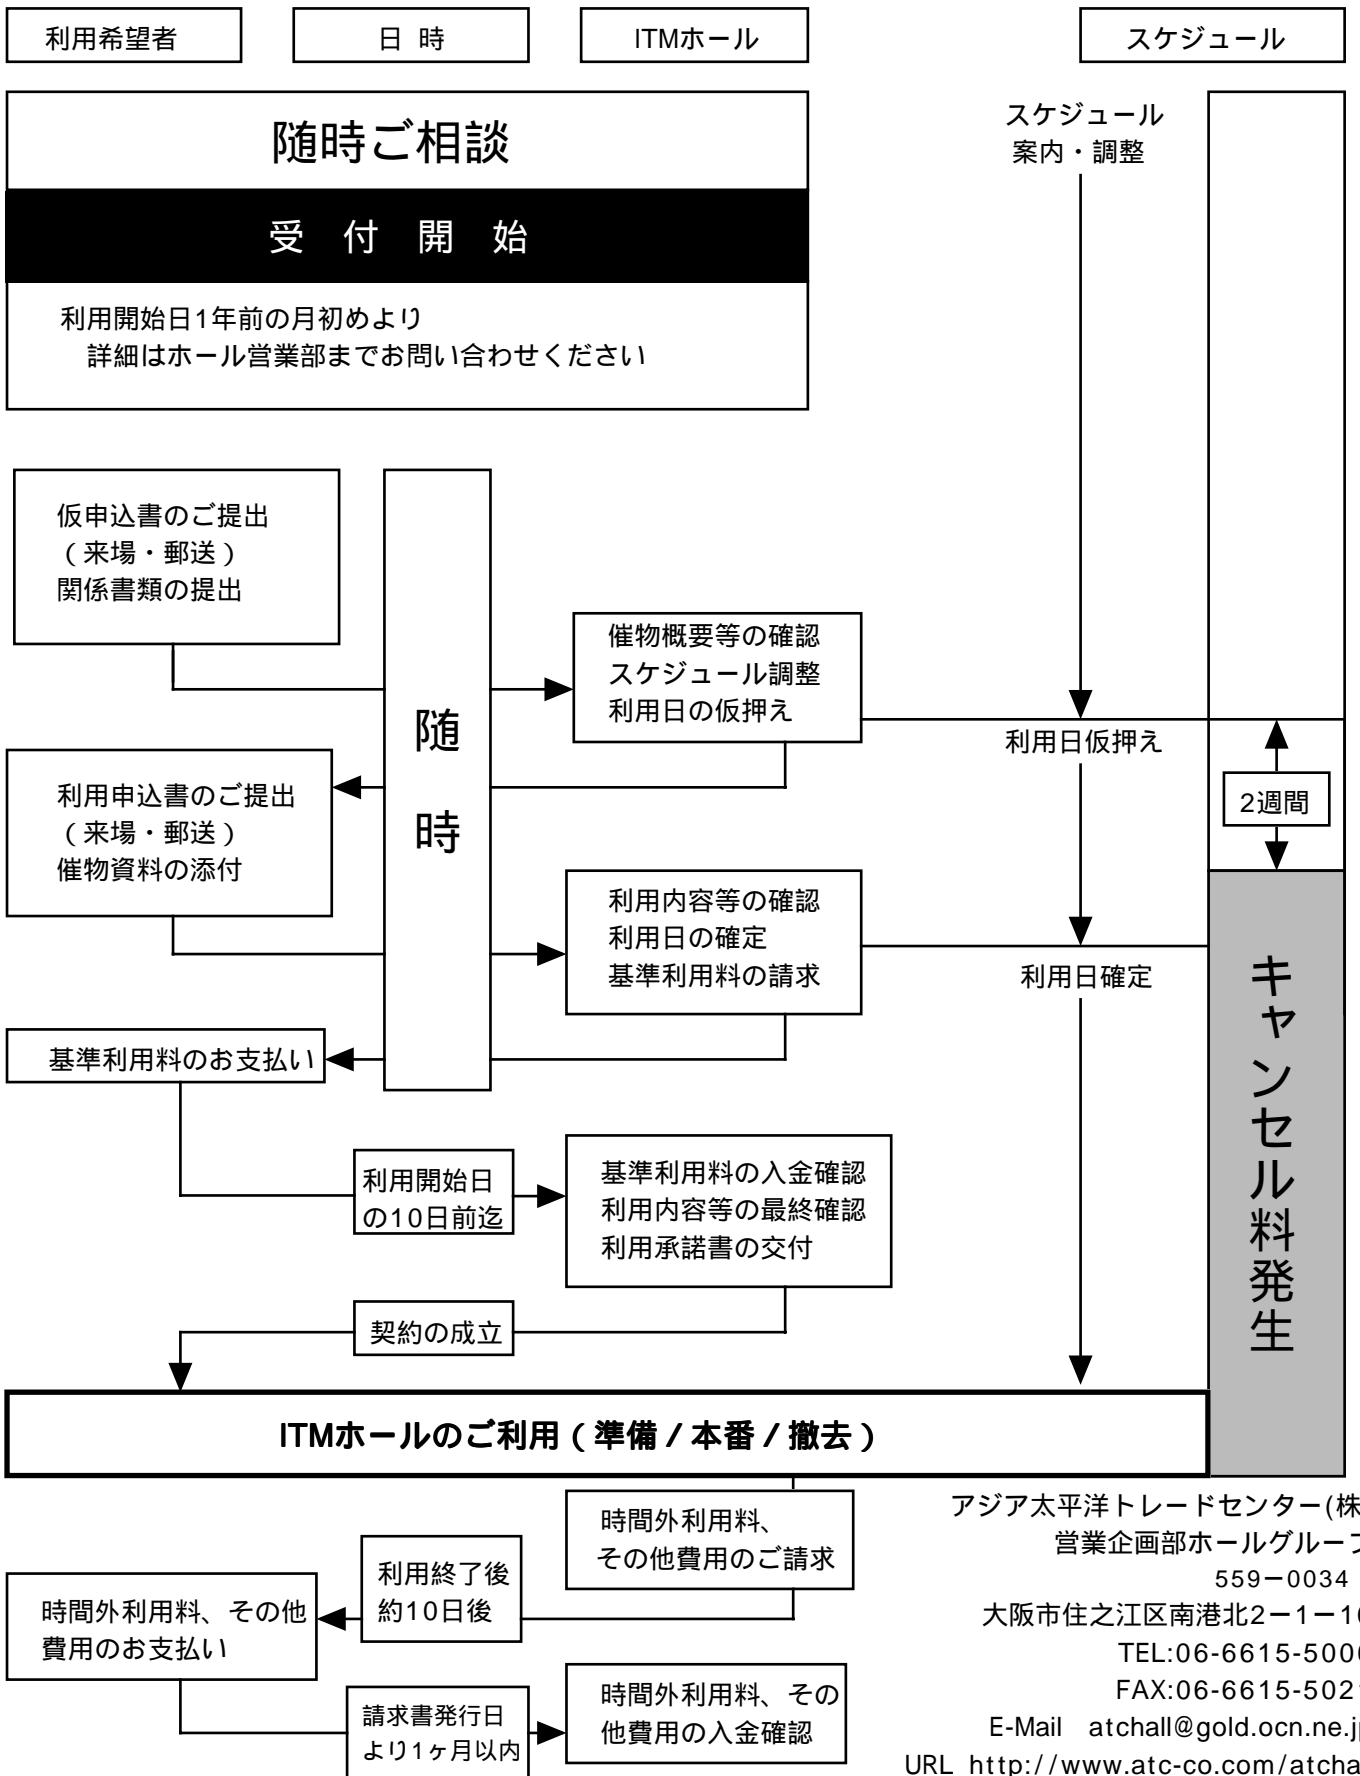 利用希望者
日 時
ITMホール
スケジュール
随時ご相談
受 付 開 始
利用開始日1年前の月初めより
詳細はホール営業部までお問い合わせください
スケジュール
案内・調整
仮申込書のご提出
(来場・郵送)
関係書類の提出
随
時
催物概要等の確認
スケジュール調整
利用日の仮押え
利用日仮押え
2週間
利用申込書のご提出
(来場・郵送)
催物資料の添付
利用内容等の確認
利用日の確定
基準利用料の請求
利用日確定
キャンセル料発生
基準利用料のお支払い
利用開始日
の10日前迄
基準利用料の入金確認
利用内容等の最終確認
利用承諾書の交付
契約の成立
ITMホールのご利用(準備/本番/撤去)
時間外利用料、
その他費用のご請求
利用終了後
約10日後
時間外利用料、その他
費用のお支払い
請求書発行日
より1ヶ月以内
時間外利用料、その
他費用の入金確認
アジア太平洋トレードセンター(株
営業企画部ホールグループ
559ー0034
大阪市住之江区南港北2ー1ー10
TEL:06-6615-5006
FAX:06-6615-502
E-Mail atchall@gold.ocn.ne.jp
URL http://www.atc-co.com/atcha